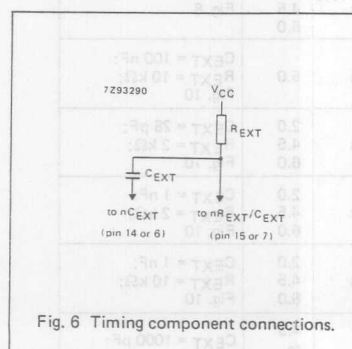 7Z93290
VCC
REXT
CEXT
to nCEXT
to nREXT/CEXT
(pin 14 or 6)
(pin 15 or 7)
Fig. 6 Timing component connections.